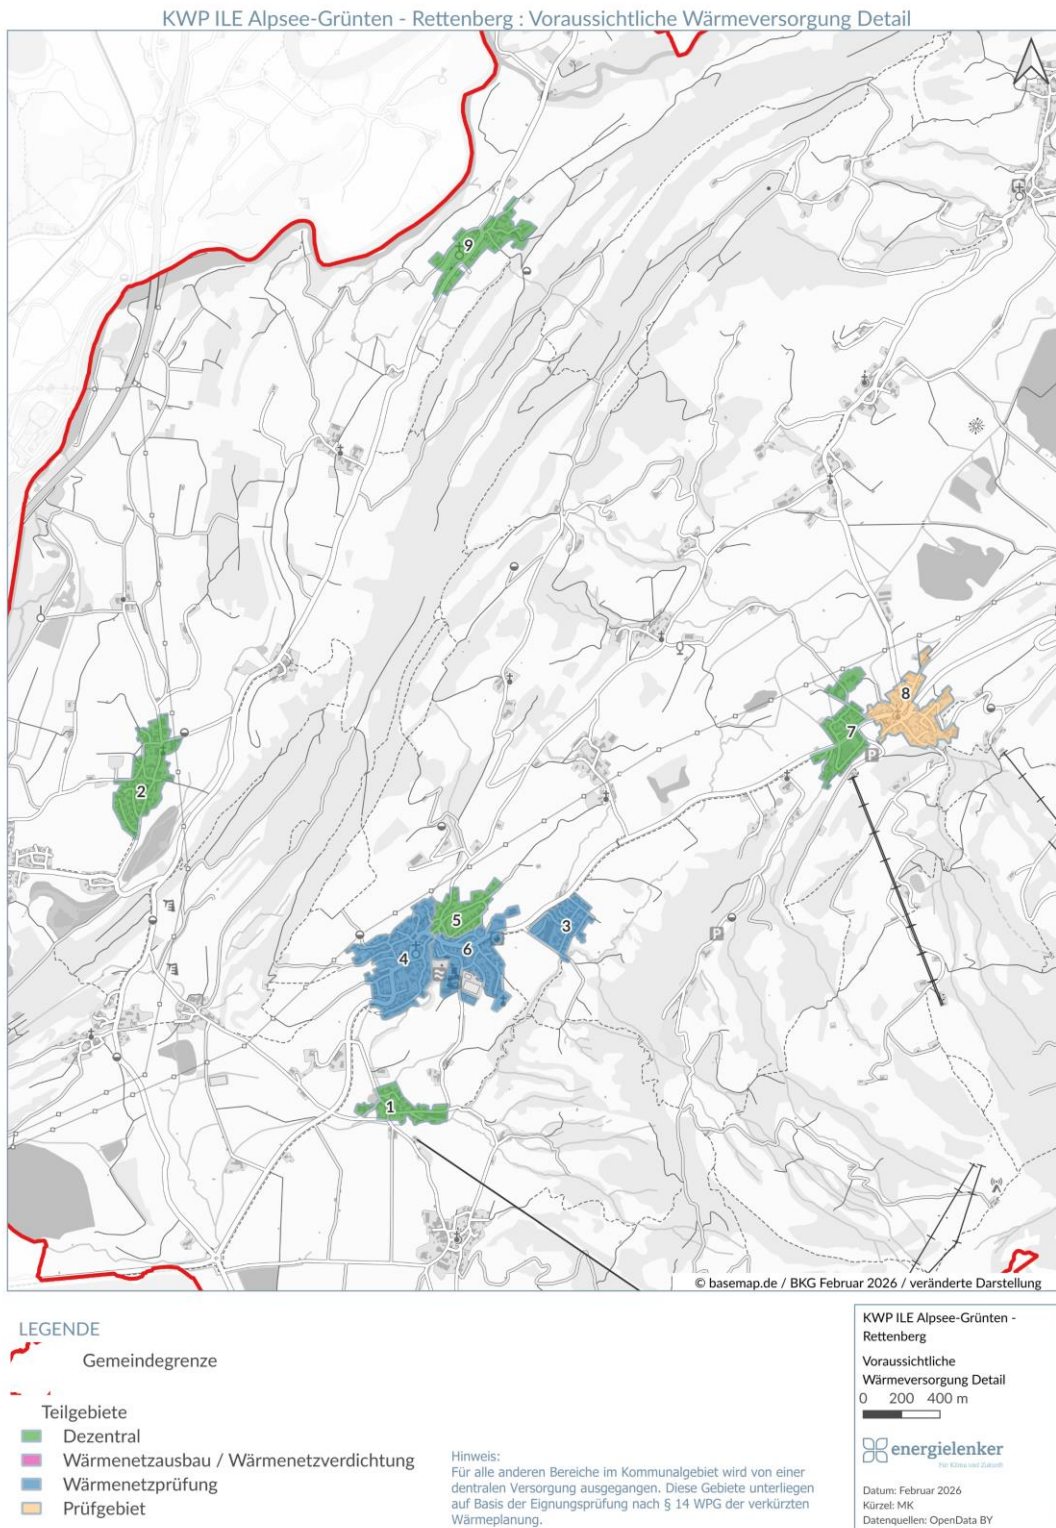 KWP ILE Alpsee-Grünten - Rettenberg : Voraussichtliche Wärmeversorgung Detail
9
8
7
2
5
3
6
4
1
P
P
© basemap.de / BKG Februar 2026 / veränderte Darstellung
LEGENDE
Gemeindegrenze
Teilgebiete
Dezentral
Wärmenetzausbau / Wärmenetzverdichtung
Wärmenetzprüfung
Prüfgebiet
Hinweis:
Für alle anderen Bereiche im Kommunalgebiet wird von einer
dentralen Versorgung ausgegangen. Diese Gebiete unterliegen
auf Basis der Eignungsprüfung nach § 14 WPG der verkürzten
Wärmeplanung.
KWP ILE Alpsee-Grünten -
Rettenberg
Voraussichtliche
Wärmeversorgung Detail
0 200 400 m
energielenker
Für Klima und Zukunft
Datum: Februar 2026
Kürzel: MK
Datenquellen: OpenData BY